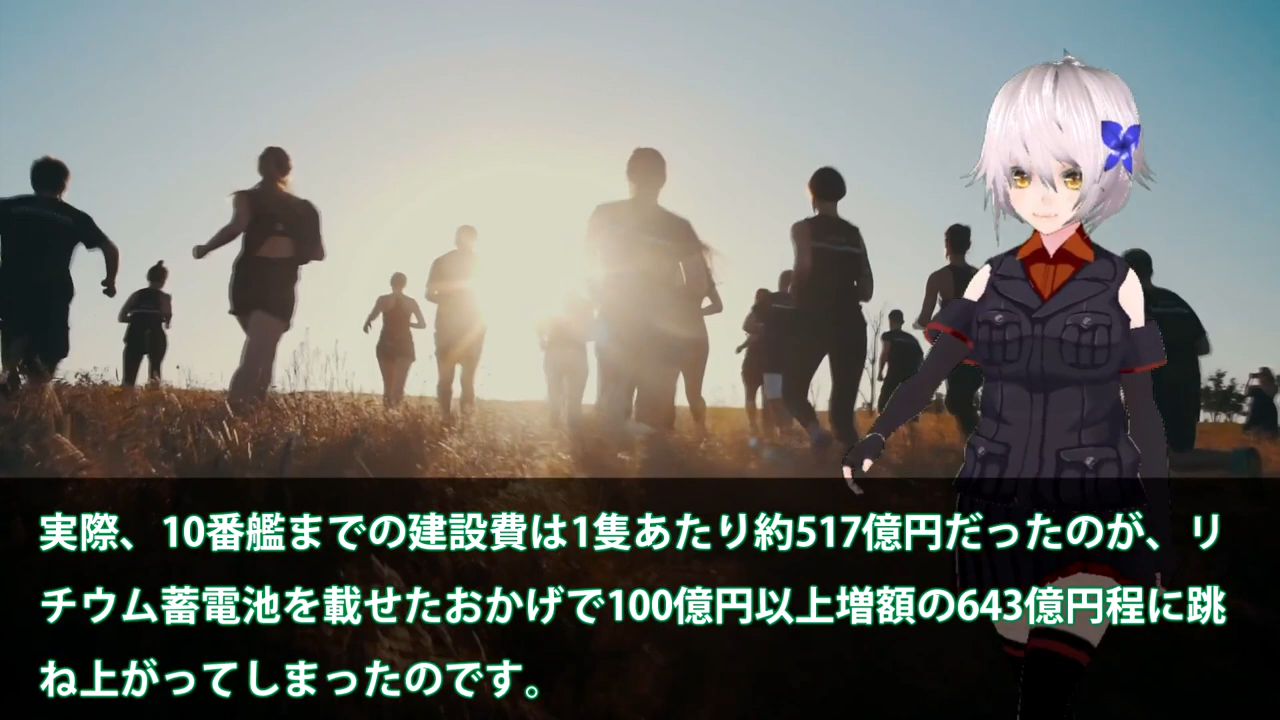 実際、10番艦までの建設費は1隻あたり約517億円だったのが、リ
チウム蓄電池を載せたおかげで100億円以上増額の643億円程に跳
ね上がってしまったのです。